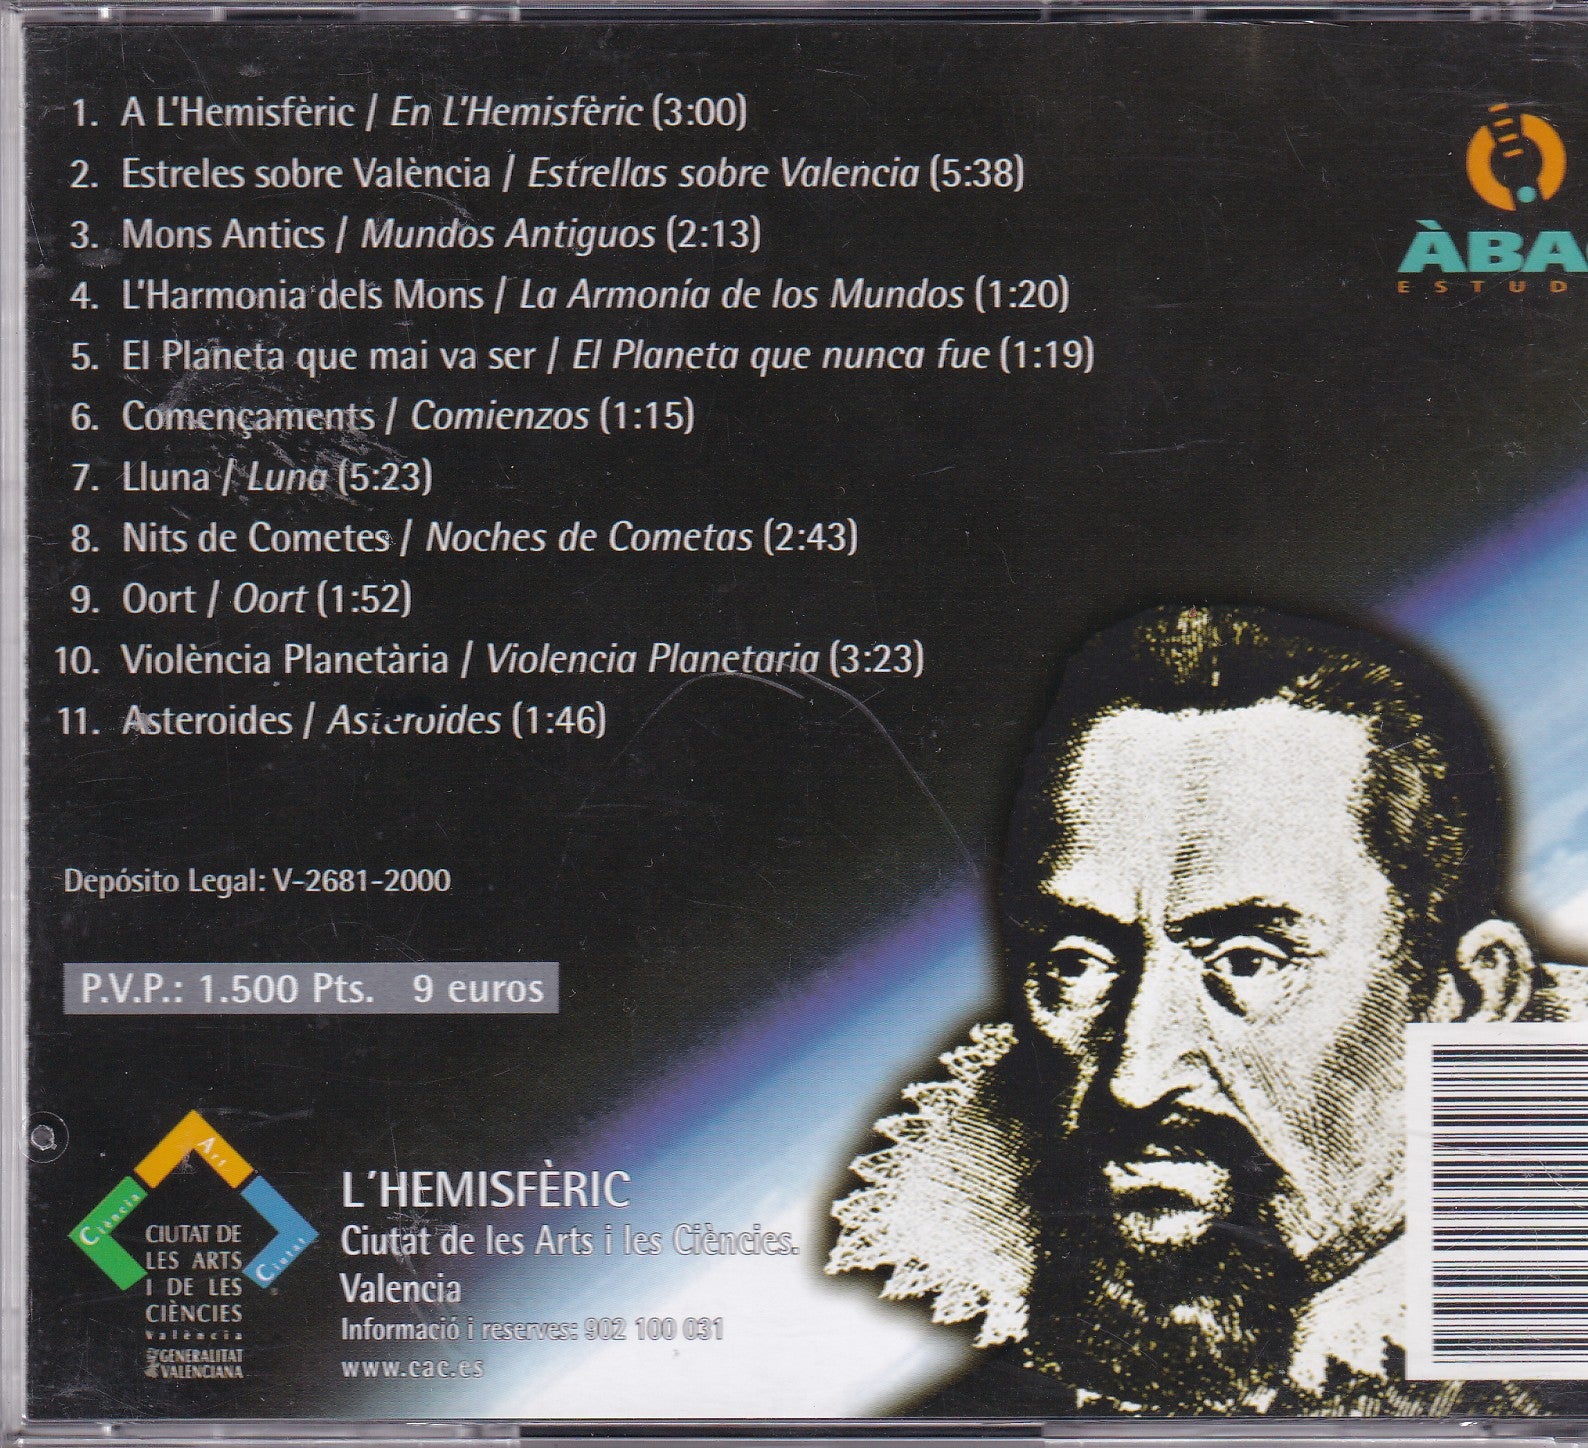 1. A L'Hemisfèric / En L'Hemisfèric (3:00)
2. Estreles sobre València / Estrellas sobre Valencia (5:38)
3. Mons Antics / Mundos Antiguos (2:13)
4. L'Harmonia dels Mons / La Armonía de los Mundos (1:20)
5. El Planeta que mai va ser / El Planeta que nunca fue (1:19)
6. Començaments / Comienzos (1:15)
7. Lluna / Luna (5:23)
8. Nits de Cometes / Noches de Cometas (2:43)
9. Oort / Oort (1:52)
10. Violència Planetària / Violencia Planetaria (3:23)
11. Asteroides / Asteroides (1:46)
ÀBA
ESTUD
Depósito Legal: V-2681-2000
P.V.P.: 1.500 Pts. 9 euros
Art
Ciència
Ciutat
CIUTAT DE
LES ARTS
I DE LES
CIÈNCIES
València
GENERALITAT
VALENCIANA
L'HEMISFÈRIC
Ciutat de les Arts i les Ciències.
Valencia
Informació i reserves: 902 100 031
www.cac.es